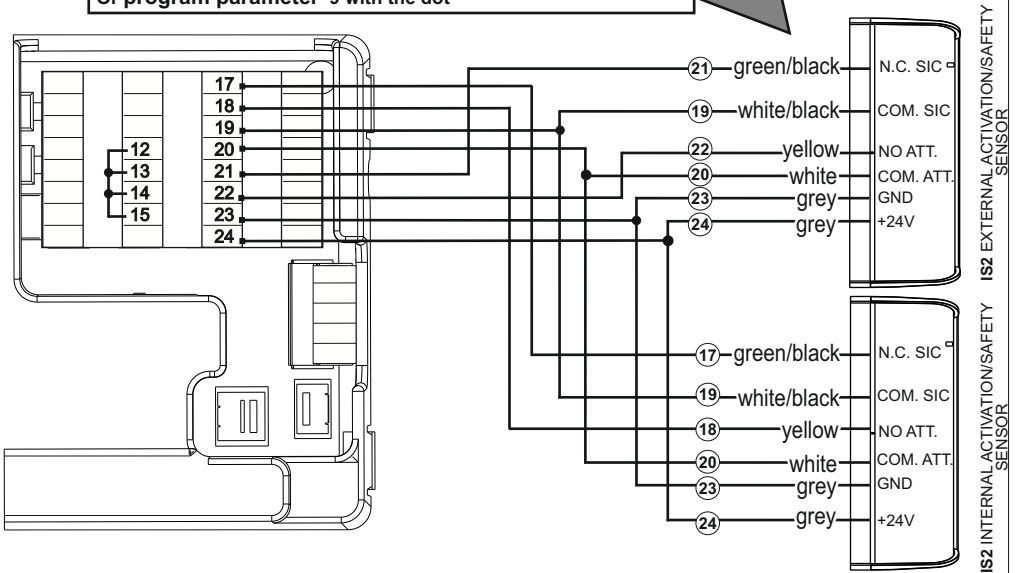 Or program parameter 9 with the dot
17
18
19
20
21
22
23
24
12
13
14
15
21 green/black N.C. SIC
19 white/black COM. SIC
22 yellow NO ATT.
20 white COM. ATT.
23 grey GND
24 grey +24V
IS2 EXTERNAL ACTIVATION/SAFETY
SENSOR
17 green/black N.C. SIC
19 white/black COM. SIC
18 yellow NO ATT.
20 white COM. ATT.
23 grey GND
24 grey +24V
IS2 INTERNAL ACTIVATION/SAFETY
SENSOR